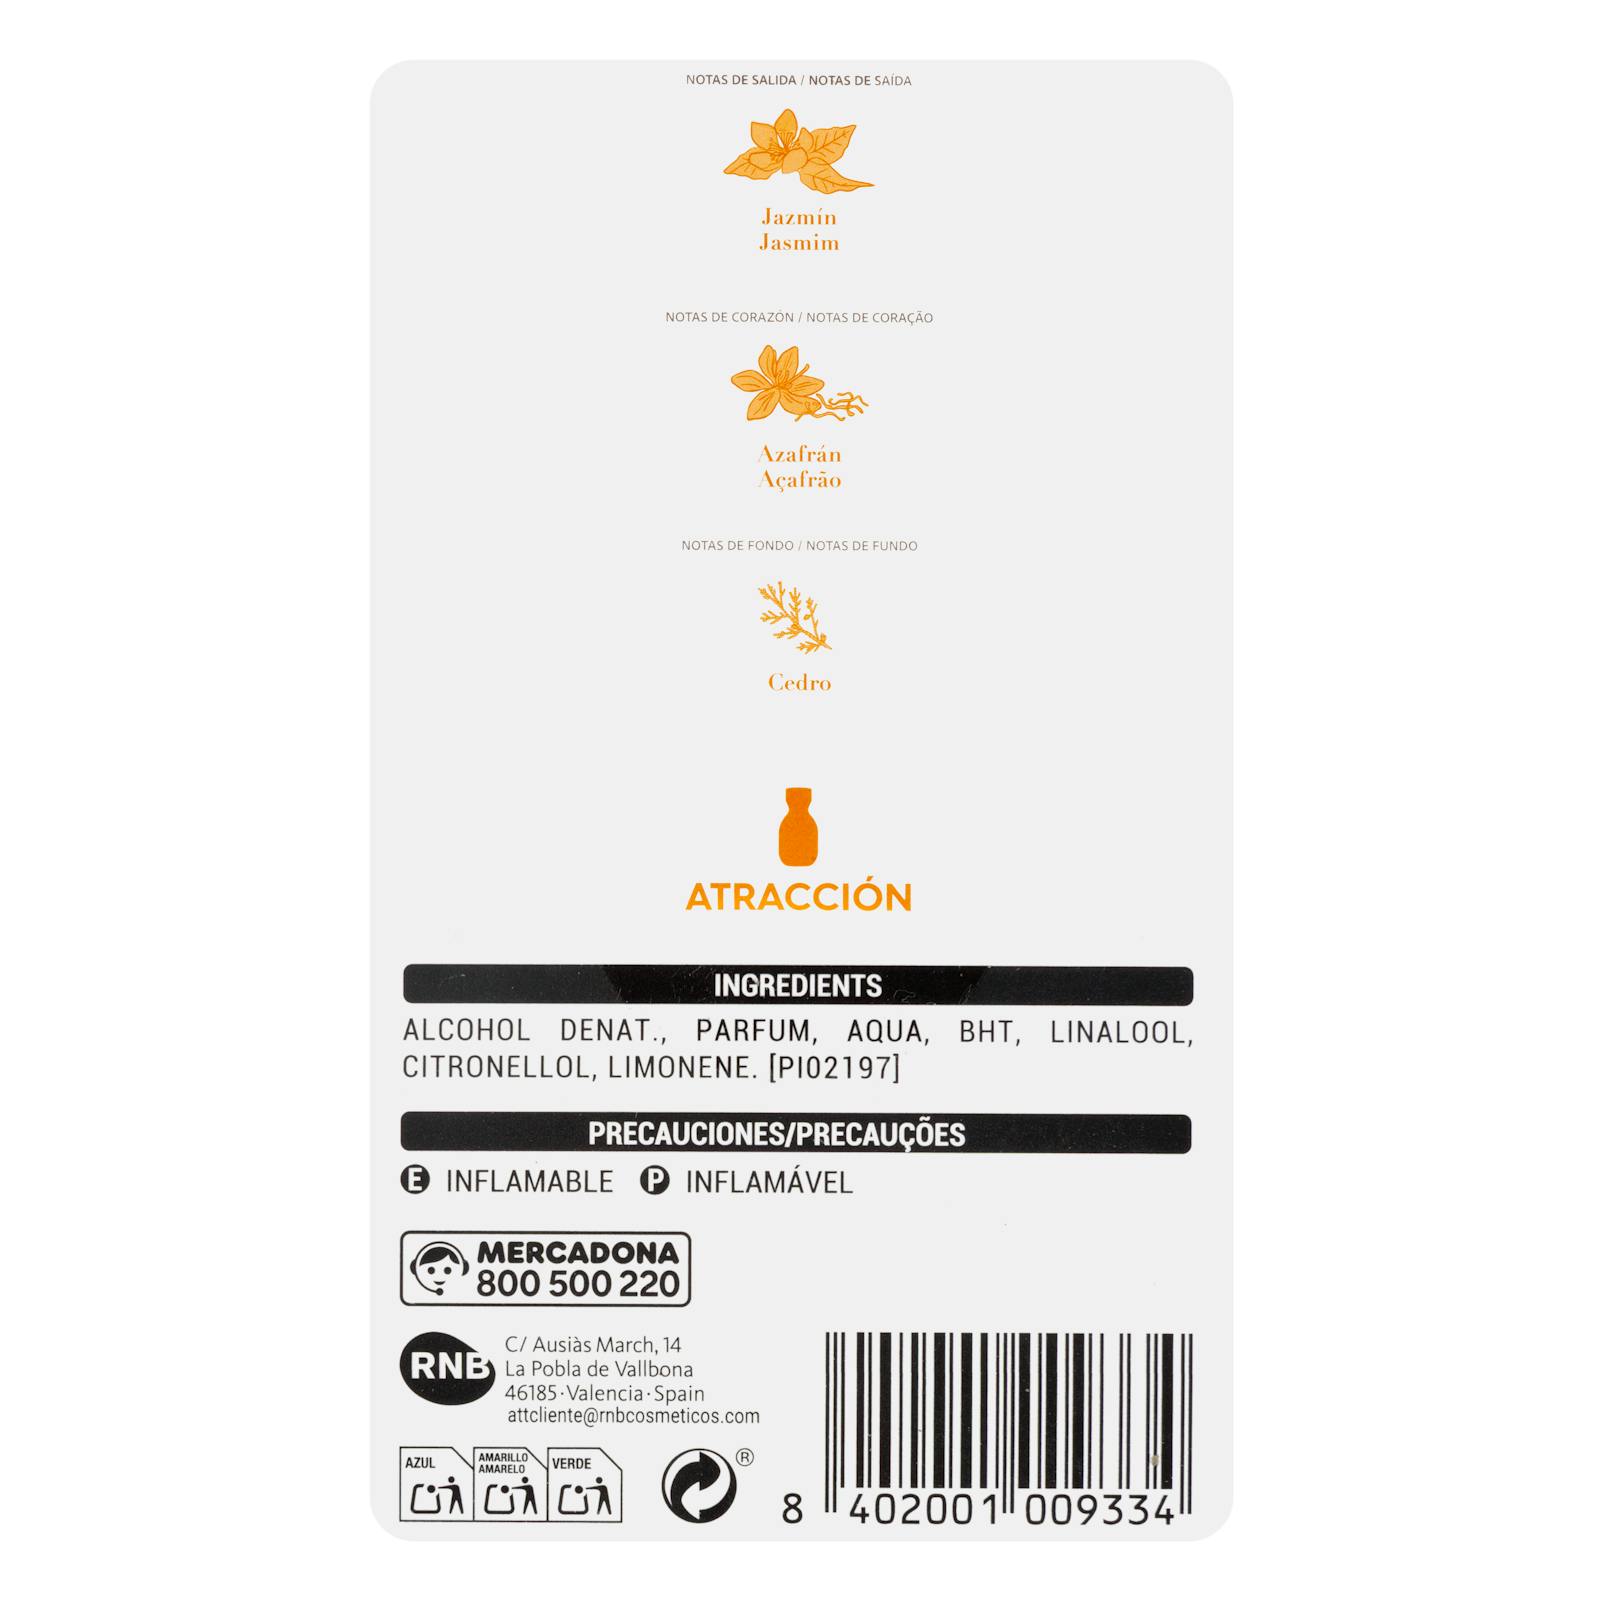 NOTAS DE SALIDA / NOTAS DE SAÍDA
Jazmín
Jasmim
NOTAS DE CORAZÓN / NOTAS DE CORAÇÃO
Azafrán
Açafrão
NOTAS DE FONDO / NOTAS DE FUNDO
Cedro
ATRACCIÓN
INGREDIENTS
ALCOHOL DENAT., PARFUM, AQUA, BHT, LINALOOL,
CITRONELLOL, LIMONENE. [PI02197]
PRECAUCIONES/PRECAUÇÕES
E INFLAMABLE P INFLAMÁVEL
MERCADONA
800 500 220
RNB
C/ Ausiàs March, 14
La Pobla de Vallbona
46185·Valencia·Spain
attcliente@rnbcosmeticos.com
AZUL
AMARILLO
AMARELO
VERDE
®
8 402001 009334